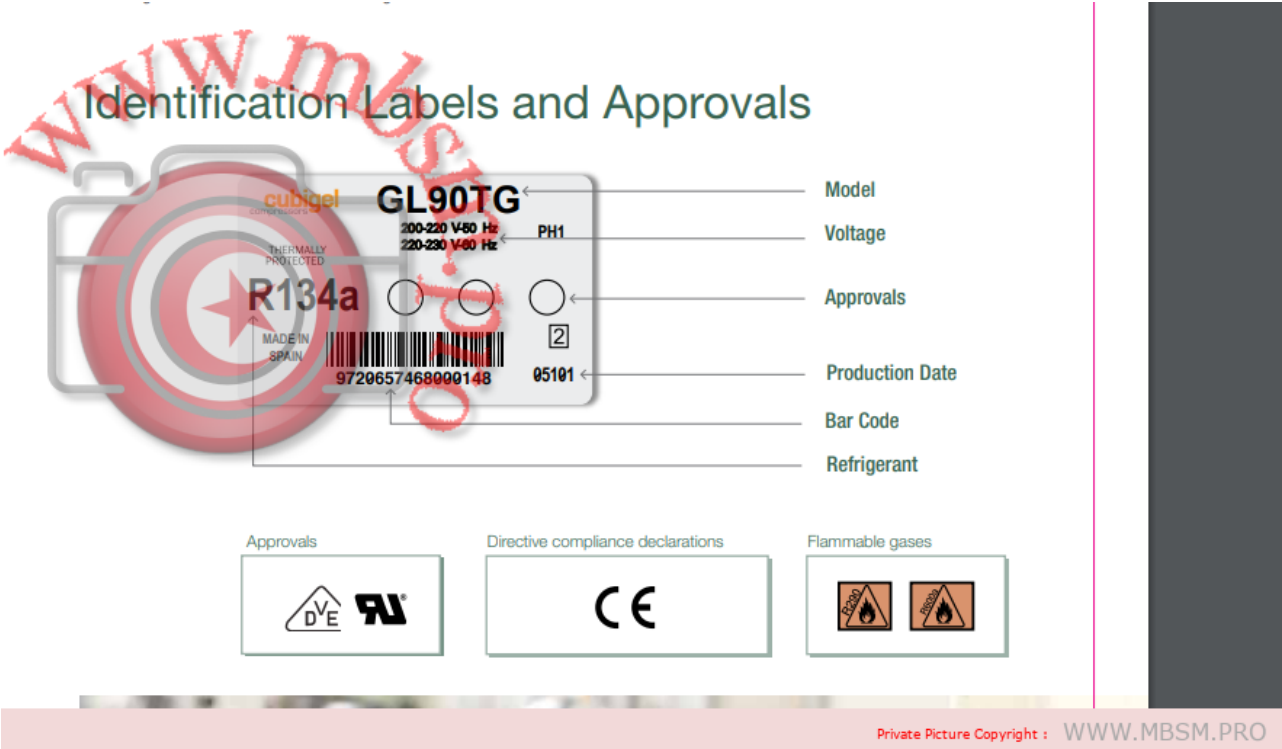 www.mbsm.pro
Identification Labels and Approvals
cubigel
compressors
GL90TG
200-220 V-50 Hz
220-230 V-60 Hz
PH1
THERMALLY
PROTECTED
R134a
MADE IN
SPAIN
2
9720657468000148
05101
Model
Voltage
Approvals
Production Date
Bar Code
Refrigerant
Approvals
Directive compliance declarations
Flammable gases
DVE
RU
CE
R290
R600a
Private Picture Copyright : WWW.MBSM.PRO